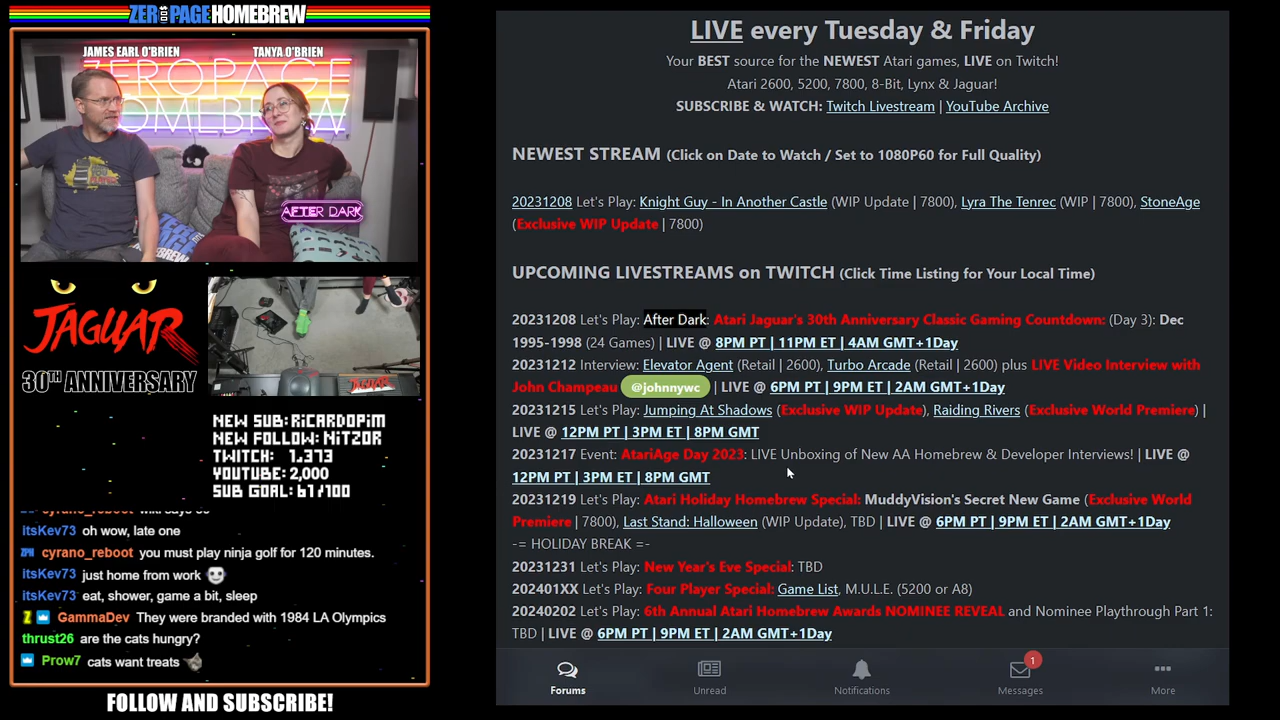 ZEROPAGE HOMEBREW
JAMES EARL O'BRIEN
TANYA O'BRIEN
ZEROPAGE
HOMEBREW
AFTER DARK
JAGUAR
30TH ANNIVERSARY
JAGUAR
NEW SUB: RICARDOPIM
NEW FOLLOW: NITZOR
TWITCH: 1,373
YOUTUBE: 2,000
SUB GOAL: 67/100
itsKev73 oh wow, late one
cyrano_reboot you must play ninja golf for 120 minutes.
itsKev73 just home from work
itsKev73 eat, shower, game a bit, sleep
GammaDev They were branded with 1984 LA Olympics
thrust26 are the cats hungry?
Prow7 cats want treats
FOLLOW AND SUBSCRIBE!
LIVE every Tuesday & Friday
Your BEST source for the NEWEST Atari games, LIVE on Twitch!
Atari 2600, 5200, 7800, 8-Bit, Lynx & Jaguar!
SUBSCRIBE & WATCH: Twitch Livestream | YouTube Archive
NEWEST STREAM (Click on Date to Watch / Set to 1080P60 for Full Quality)
20231208 Let's Play: Knight Guy - In Another Castle (WIP Update | 7800), Lyra The Tenrec (WIP | 7800), StoneAge
(Exclusive WIP Update | 7800)
UPCOMING LIVESTREAMS on TWITCH (Click Time Listing for Your Local Time)
20231208 Let's Play: After Dark: Atari Jaguar's 30th Anniversary Classic Gaming Countdown: (Day 3): Dec
1995-1998 (24 Games) | LIVE @ 8PM PT | 11PM ET | 4AM GMT+1Day
20231212 Interview: Elevator Agent (Retail | 2600), Turbo Arcade (Retail | 2600) plus LIVE Video Interview with
John Champeau @johnnywc | LIVE @ 6PM PT | 9PM ET | 2AM GMT+1Day
20231215 Let's Play: Jumping At Shadows (Exclusive WIP Update), Raiding Rivers (Exclusive World Premiere) |
LIVE @ 12PM PT | 3PM ET | 8PM GMT
20231217 Event: AtariAge Day 2023: LIVE Unboxing of New AA Homebrew & Developer Interviews! | LIVE @
12PM PT | 3PM ET | 8PM GMT
20231219 Let's Play: Atari Holiday Homebrew Special: MuddyVision's Secret New Game (Exclusive World
Premiere | 7800), Last Stand: Halloween (WIP Update), TBD | LIVE @ 6PM PT | 9PM ET | 2AM GMT+1Day
-= HOLIDAY BREAK =-
20231231 Let's Play: New Year's Eve Special: TBD
202401XX Let's Play: Four Player Special: Game List, M.U.L.E. (5200 or A8)
20240202 Let's Play: 6th Annual Atari Homebrew Awards NOMINEE REVEAL and Nominee Playthrough Part 1:
TBD | LIVE @ 6PM PT | 9PM ET | 2AM GMT+1Day
Forums
Unread
Notifications
1
Messages
More